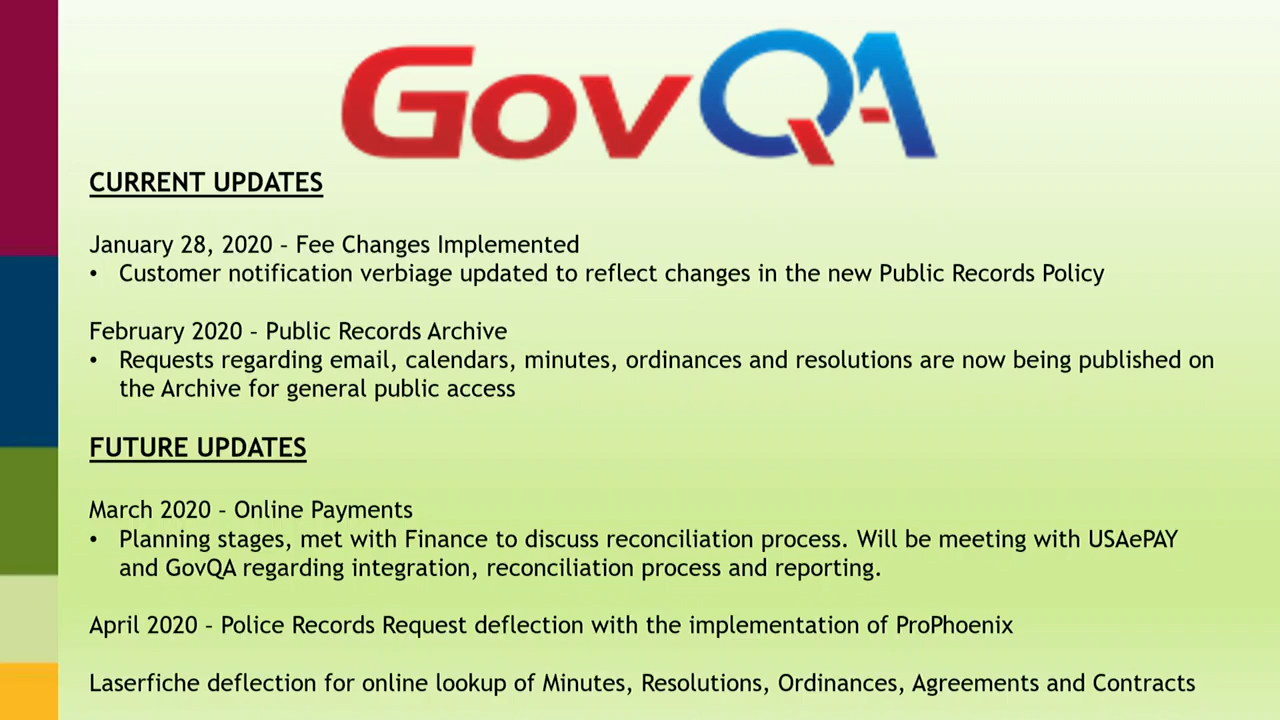 GovQA
CURRENT UPDATES
January 28, 2020 – Fee Changes Implemented
• Customer notification verbiage updated to reflect changes in the new Public Records Policy
February 2020 – Public Records Archive
• Requests regarding email, calendars, minutes, ordinances and resolutions are now being published on
the Archive for general public access
FUTURE UPDATES
March 2020 – Online Payments
• Planning stages, met with Finance to discuss reconciliation process. Will be meeting with USAePAY
and GovQA regarding integration, reconciliation process and reporting.
April 2020 – Police Records Request deflection with the implementation of ProPhoenix
Laserfiche deflection for online lookup of Minutes, Resolutions, Ordinances, Agreements and Contracts